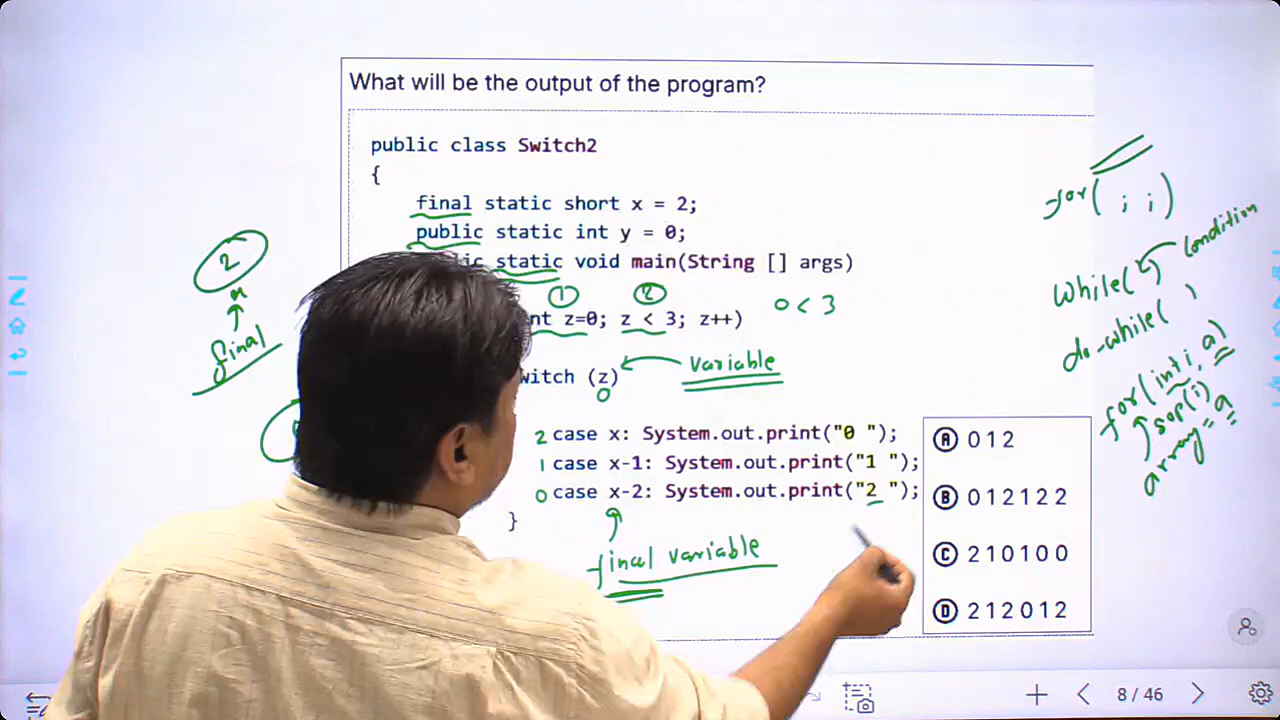 What will be the output of the program?
public class Switch2
{
final static short x = 2;
public static int y = 0;
static void main(String [] args)
z=0; z < 3; z++)
(z)
2 case x: System.out.print("0 ");
1 case x-1: System.out.print("1 ");
0 case x-2: System.out.print("2 ");
}
1
2
0 < 3
variable
0
final variable
2
x
final
A 0 1 2
B 0 1 2 1 2 2
C 2 1 0 1 0 0
D 2 1 2 0 1 2
for( ; ; )
condition
while(
do-while( )
for(int i, a)
sop(i)
array = a
8 / 46